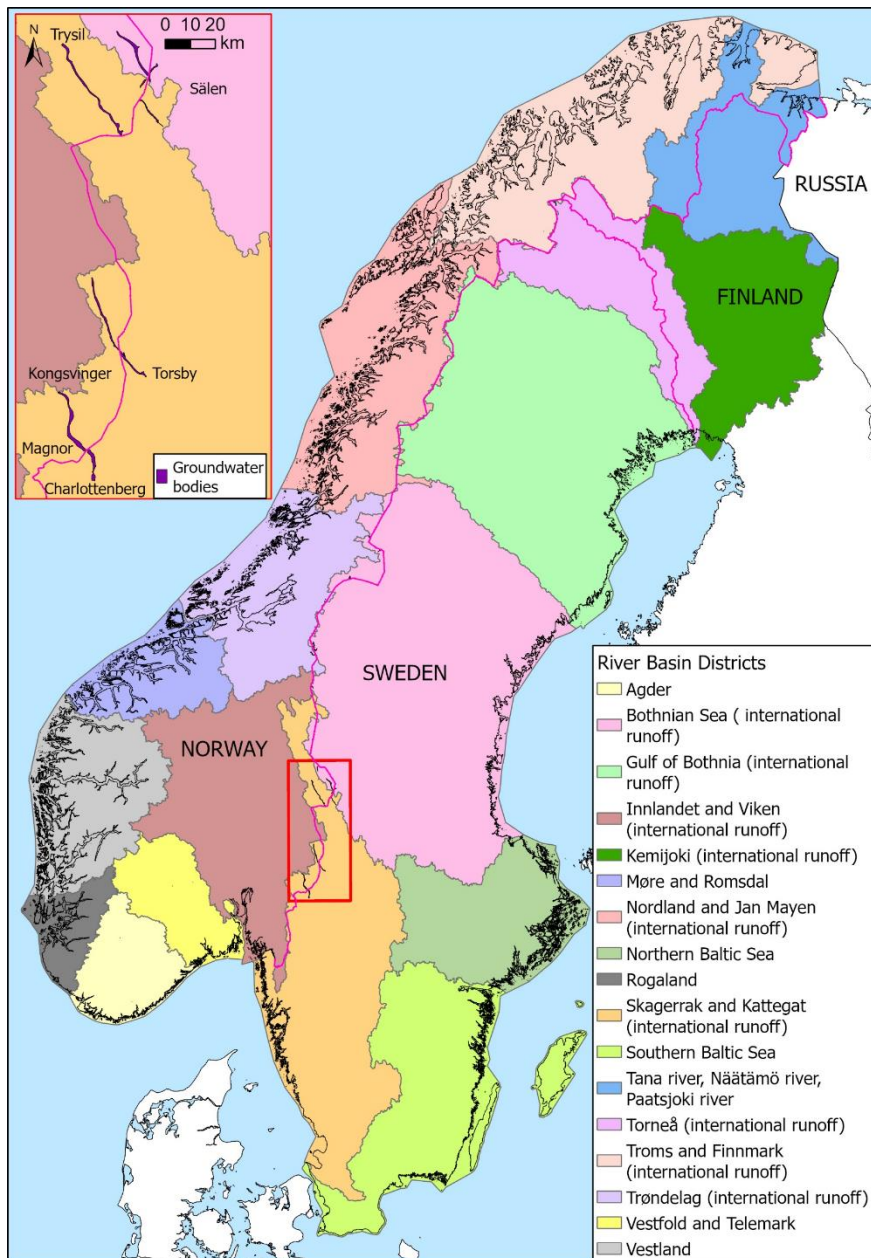 N
0 10 20
km
Trysil
Sälen
Kongsvinger
Torsby
Magnor
Charlottenberg
Groundwater
bodies
RUSSIA
FINLAND
SWEDEN
NORWAY
River Basin Districts
Agder
Bothnian Sea ( international
runoff)
Gulf of Bothnia (international
runoff)
Innlandet and Viken
(international runoff)
Kemijoki (international runoff)
Møre and Romsdal
Nordland and Jan Mayen
(international runoff)
Northern Baltic Sea
Rogaland
Skagerrak and Kattegat
(international runoff)
Southern Baltic Sea
Tana river, Näätämö river,
Paatsjoki river
Torneå (international runoff)
Troms and Finnmark
(international runoff)
Trøndelag (international runoff)
Vestfold and Telemark
Vestland